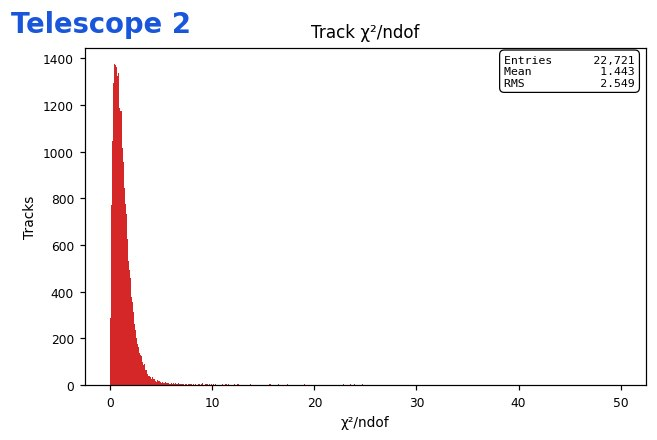 Telescope 2
Track χ²/ndof
Entries 22,721
Mean 1.443
RMS 2.549
1400
1200
1000
800
600
400
200
0
Tracks
0 10 20 30 40 50
χ²/ndof